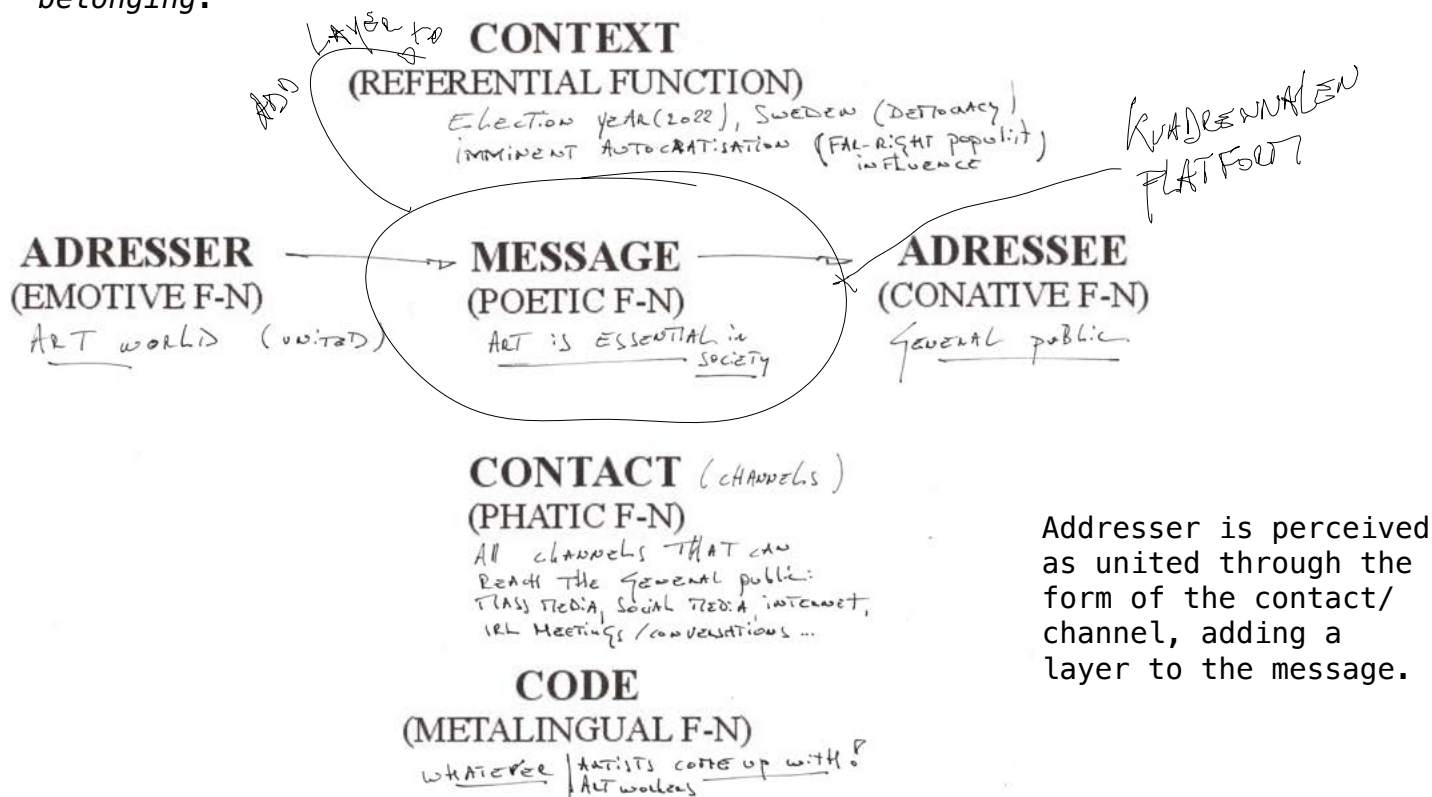 belonging.
ADD LAYER TO
CONTEXT
(REFERENTIAL FUNCTION)
ELECTION YEAR (2022), SWEDEN (DEMOCRACY)
IMMINENT AUTOCRATISATION (FAR-RIGHT populist)
INFLUENCE
KVADRENNALEN
PLATFORM
ADRESSER
(EMOTIVE F-N)
ART WORLD (UNITED)
MESSAGE
(POETIC F-N)
ART IS ESSENTIAL in
SOCIETY
ADRESSEE
(CONATIVE F-N)
GENERAL public
CONTACT (CHANNELS)
(PHATIC F-N)
All channels THAT CAN
REACH THE GENERAL public:
MASS MEDIA, SOCIAL MEDIA INTERNET,
IRL MEETINGS / CONVERSATIONS ...
Addresser is perceived
as united through the
form of the contact/
channel, adding a
layer to the message.
CODE
(METALINGUAL F-N)
WHATEVER | ARTISTS COME UP WITH!
ART workers